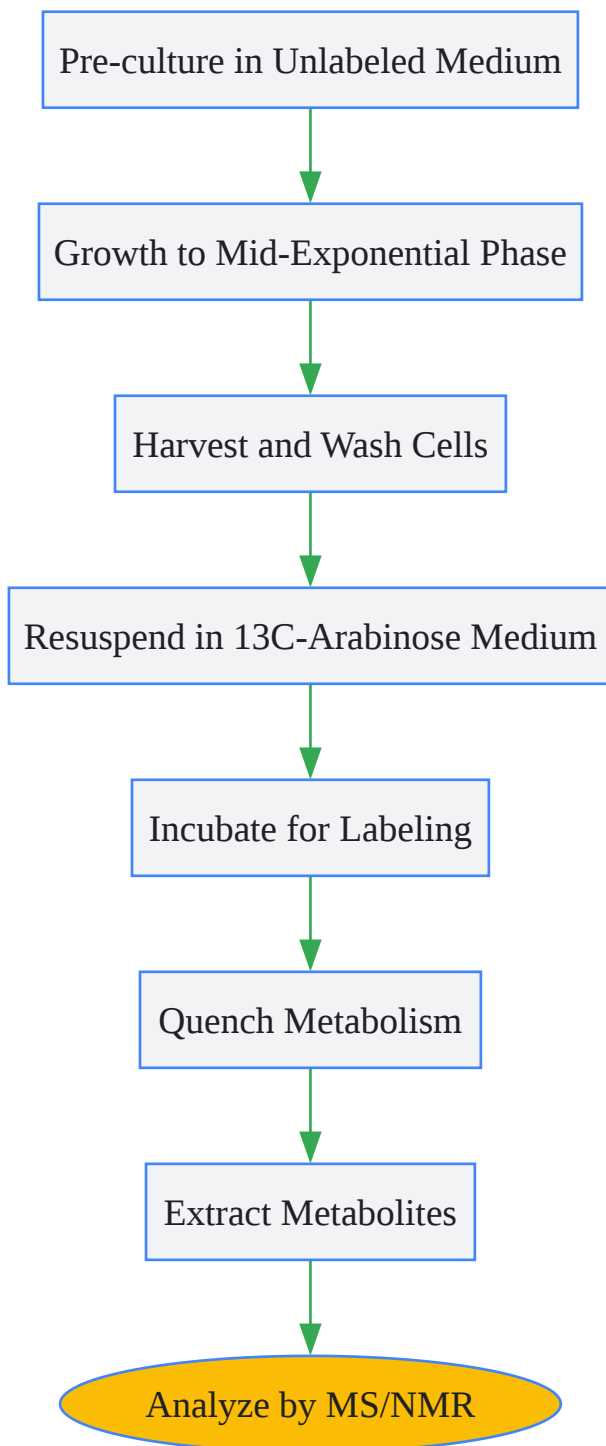 Pre-culture in Unlabeled Medium
Growth to Mid-Exponential Phase
Harvest and Wash Cells
Resuspend in 13C-Arabinose Medium
Incubate for Labeling
Quench Metabolism
Extract Metabolites
Analyze by MS/NMR